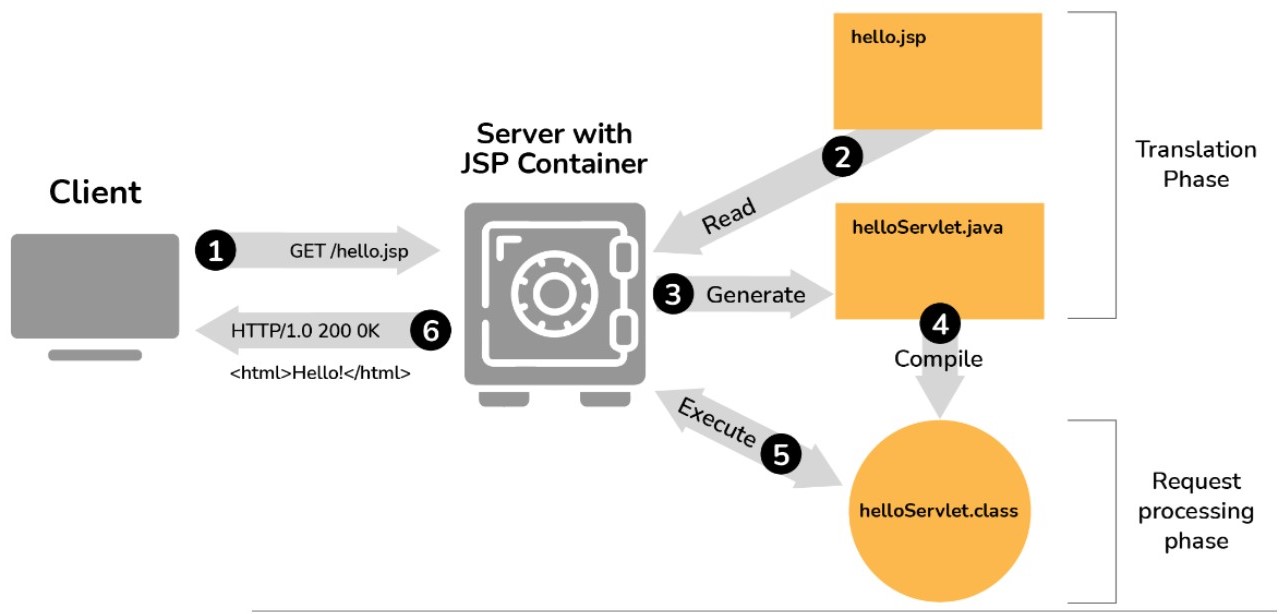 hello.jsp
Server with
JSP Container
2
Translation
Phase
Client
Read
helloServlet.java
1
GET /hello.jsp
3
Generate
HTTP/1.0 200 0K
6
4
Compile
<html>Hello!</html>
Execute
5
helloServlet.class
Request
processing
phase